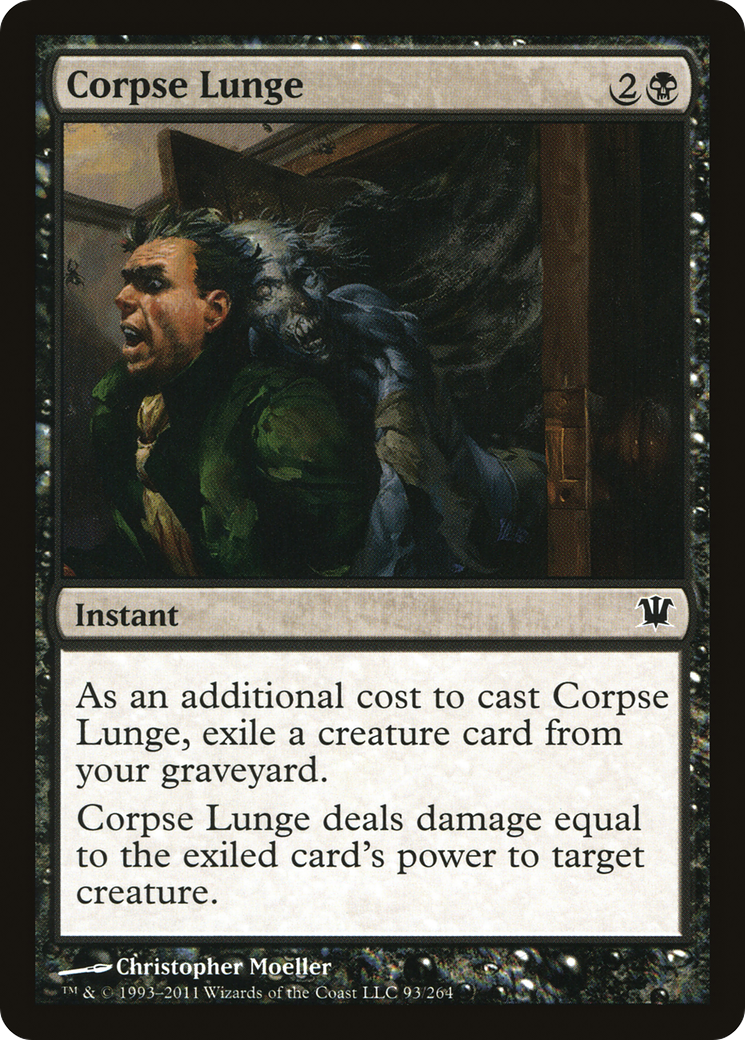 Corpse Lunge 2
Instant
As an additional cost to cast Corpse
Lunge, exile a creature card from
your graveyard.
Corpse Lunge deals damage equal
to the exiled card's power to target
creature.
Christopher Moeller
™ & © 1993–2011 Wizards of the Coast LLC 93/264